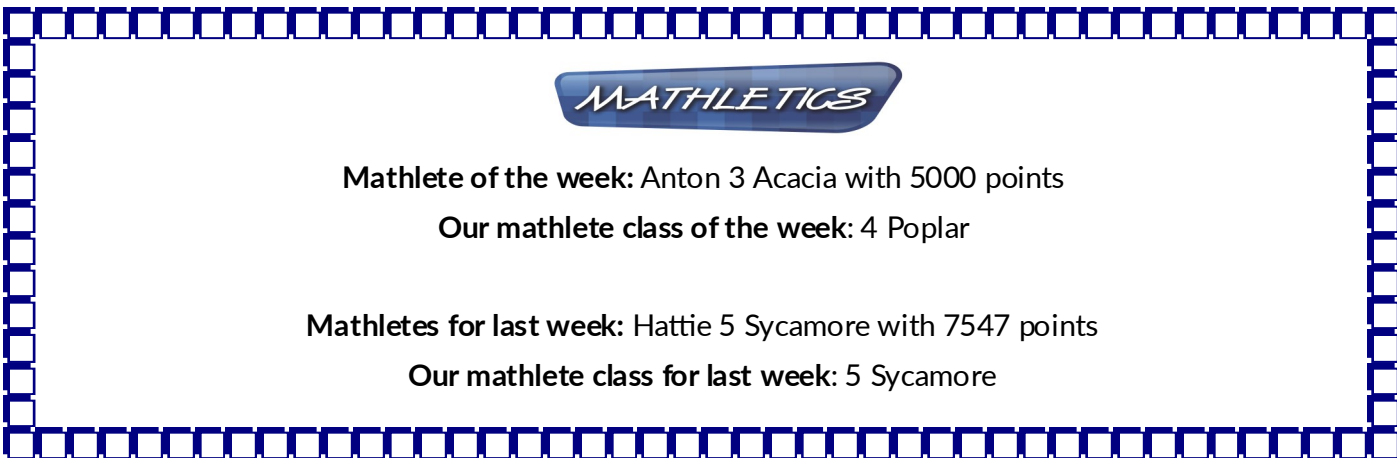 MATHLETICS
Mathlete of the week: Anton 3 Acacia with 5000 points
Our mathlete class of the week: 4 Poplar
Mathletes for last week: Hattie 5 Sycamore with 7547 points
Our mathlete class for last week: 5 Sycamore